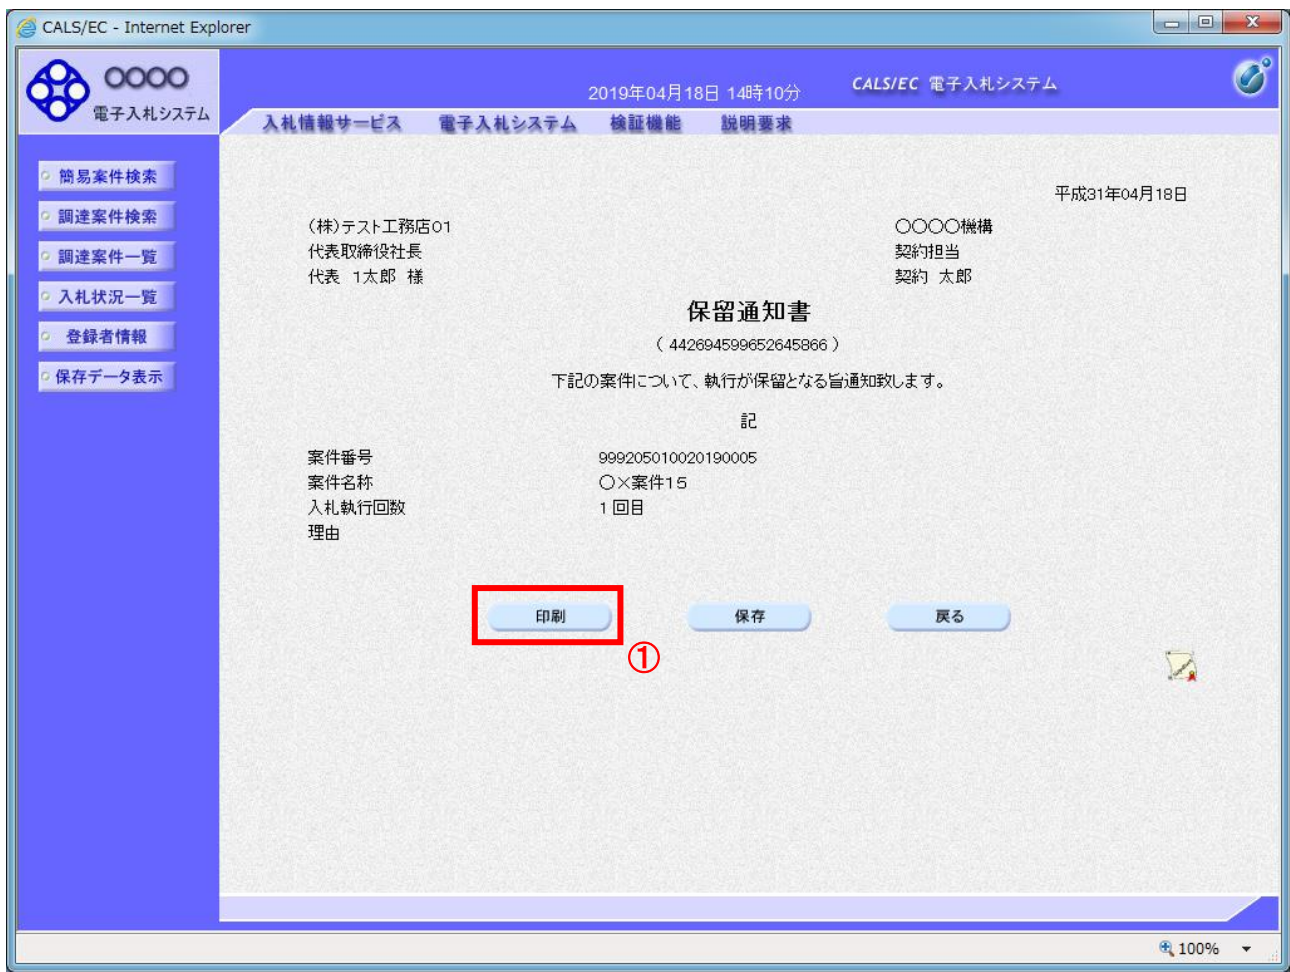 CALS/EC - Internet Explorer
〇〇〇〇
電子入札システム
2019年04月18日 14時10分
CALS/EC 電子入札システム
入札情報サービス 電子入札システム 検証機能 説明要求
簡易案件検索
調達案件検索
調達案件一覧
入札状況一覧
登録者情報
保存データ表示
平成31年04月18日
(株)テスト工務店01
代表取締役社長
代表 1太郎 様
〇〇〇〇機構
契約担当
契約 太郎
保留通知書
( 442694599652645866 )
下記の案件について、執行が保留となる旨通知致します。
記
案件番号 999205010020190005
案件名称 〇×案件15
入札執行回数 1回目
理由
印刷 保存 戻る
①
100%